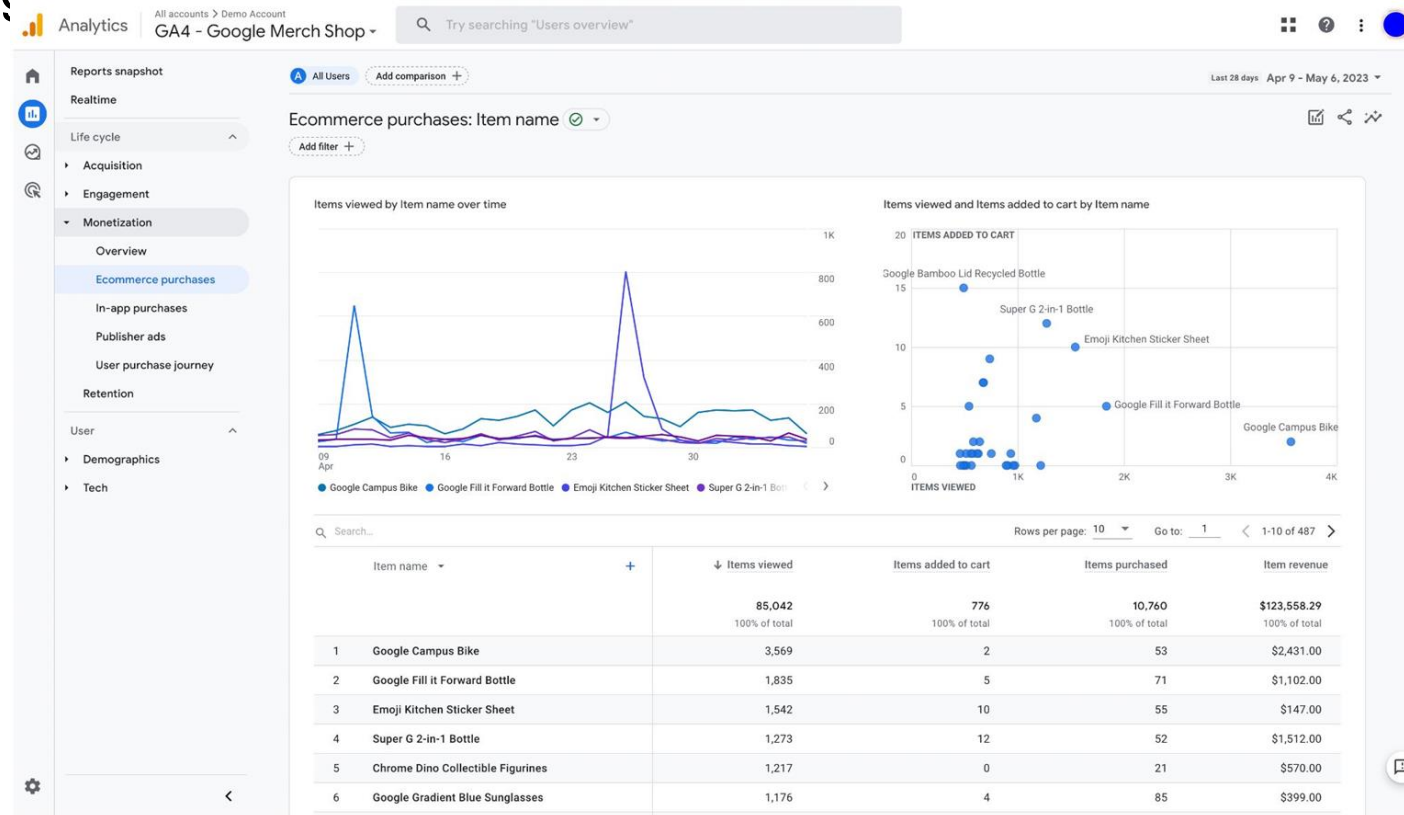 All accounts > Demo Account
Analytics
GA4 - Google Merch Shop
Try searching "Users overview"
Reports snapshot
Realtime
Life cycle
Acquisition
Engagement
Monetization
Overview
Ecommerce purchases
In-app purchases
Publisher ads
User purchase journey
Retention
User
Demographics
Tech
A All Users
Add comparison +
Last 28 days Apr 9 - May 6, 2023
Ecommerce purchases: Item name
Add filter +
Items viewed by Item name over time
1K
800
600
400
200
0
09 16 23 30
Apr
Google Campus Bike Google Fill it Forward Bottle Emoji Kitchen Sticker Sheet Super G 2-in-1 Bott
Items viewed and Items added to cart by Item name
20 ITEMS ADDED TO CART
Google Bamboo Lid Recycled Bottle
15
Super G 2-in-1 Bottle
Emoji Kitchen Sticker Sheet
10
5
Google Fill it Forward Bottle
Google Campus Bike
0
0 1K 2K 3K 4K
ITEMS VIEWED
Search...
Rows per page: 10 Go to: 1 < 1-10 of 487 >
Item name + ↓ Items viewed Items added to cart Items purchased Item revenue
85,042 776 10,760 $123,558.29
100% of total 100% of total 100% of total 100% of total
1 Google Campus Bike 3,569 2 53 $2,431.00
2 Google Fill it Forward Bottle 1,835 5 71 $1,102.00
3 Emoji Kitchen Sticker Sheet 1,542 10 55 $147.00
4 Super G 2-in-1 Bottle 1,273 12 52 $1,512.00
5 Chrome Dino Collectible Figurines 1,217 0 21 $570.00
6 Google Gradient Blue Sunglasses 1,176 4 85 $399.00